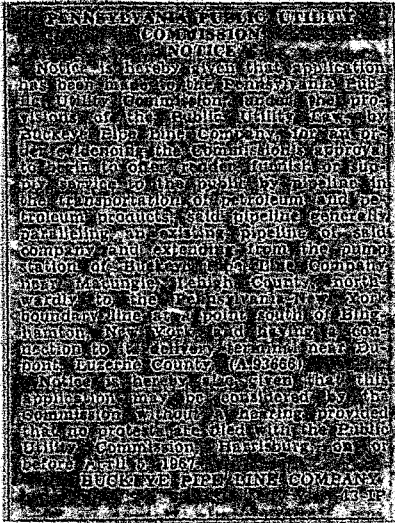 PENNSYLVANIA PUBLIC UTILITY
COMMISSION
NOTICE
Notice is hereby given that application
has been made to the Pennsylvania Pub-
lic Utility Commission, under the pro-
visions of the Public Utility Law, by
Buckeye Pipe Line Company, for an or-
der evidencing the Commission's approval
to begin to offer, render, furnish or sup-
ply service to the public by pipeline in
the transportation of petroleum and pe-
troleum products, said pipeline generally
paralleling an existing pipeline of said
company and extending from the pump
station of Buckeye Pipe Line Company
near Macungie, Lehigh County, north-
wardly to the Pennsylvania-New York
boundary line at a point south of Bing-
hamton, New York, and having a con-
nection to its delivery terminal near Du-
pont, Luzerne County. (A.93666)
Notice is hereby also given that this
application may be considered by the
Commission without a hearing provided
that no protests are filed with the Public
Utility Commission, Harrisburg, on or
before April 5, 1967.
BUCKEYE PIPE LINE COMPANY